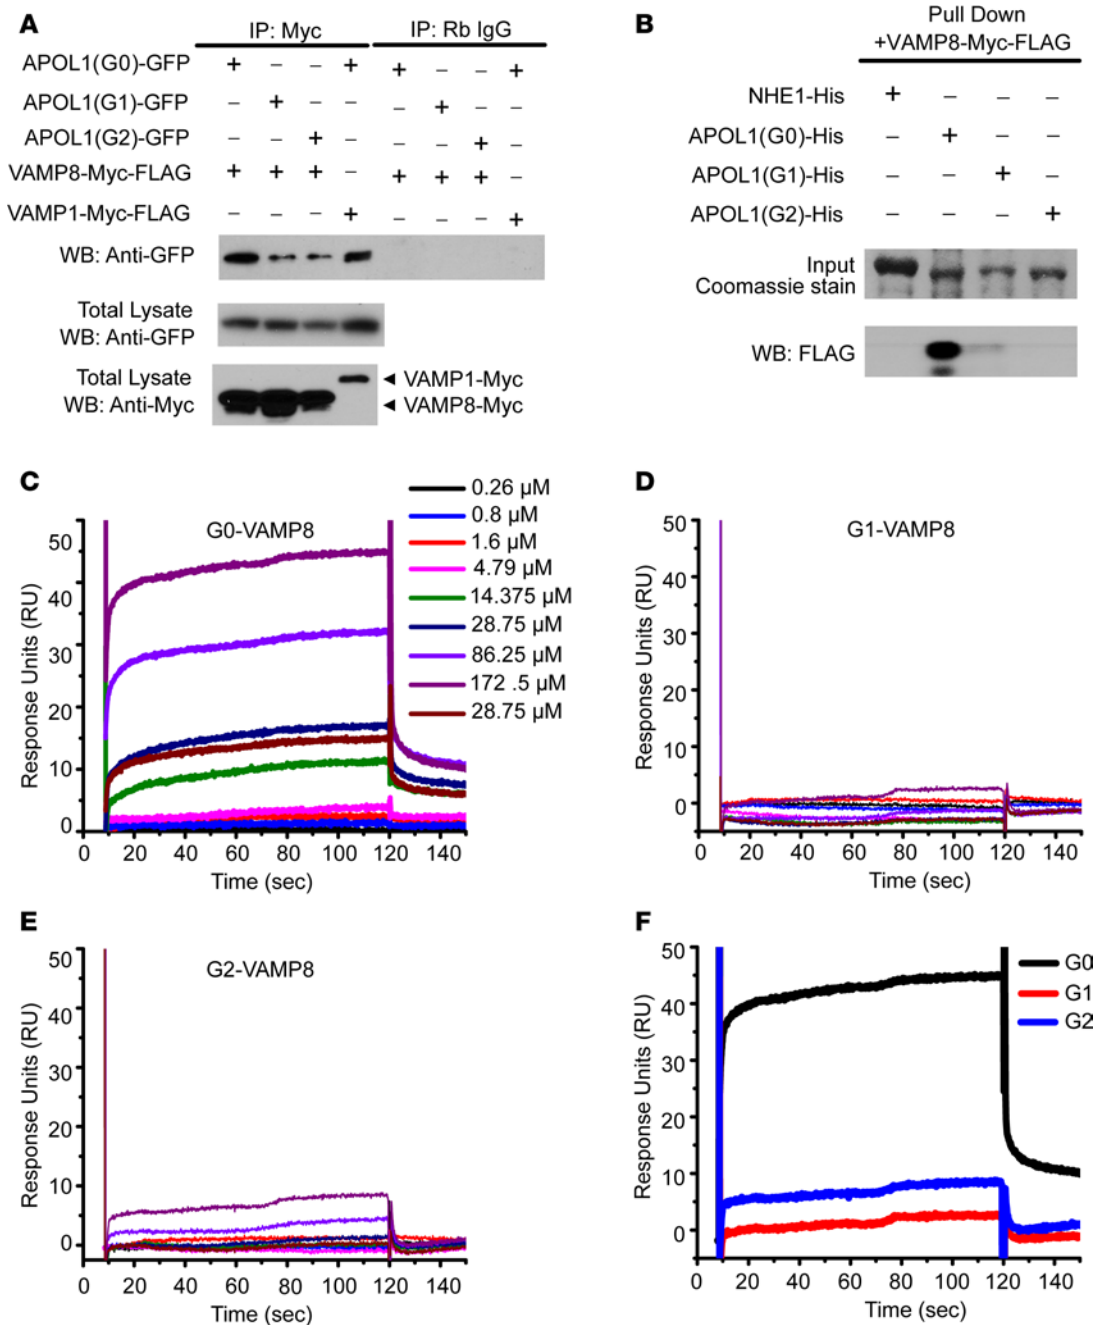 A
IP: Myc IP: Rb IgG
APOL1(G0)-GFP + – – + + – – +
APOL1(G1)-GFP – + – – – + – –
APOL1(G2)-GFP – – + – – – + –
VAMP8-Myc-FLAG + + + – + + + –
VAMP1-Myc-FLAG – – – + – – – +
WB: Anti-GFP
Total Lysate
WB: Anti-GFP
Total Lysate
WB: Anti-Myc
◄ VAMP1-Myc
◄ VAMP8-Myc
B
Pull Down
+VAMP8-Myc-FLAG
NHE1-His + – – –
APOL1(G0)-His – + – –
APOL1(G1)-His – – + –
APOL1(G2)-His – – – +
Input
Coomassie stain
WB: FLAG
C
G0-VAMP8
0.26 µM
0.8 µM
1.6 µM
4.79 µM
14.375 µM
28.75 µM
86.25 µM
172 .5 µM
28.75 µM
Response Units (RU)
50
40
30
20
10
0
0 20 40 60 80 100 120 140
Time (sec)
D
G1-VAMP8
Response Units (RU)
50
40
30
20
10
0
0 20 40 60 80 100 120 140
Time (sec)
E
G2-VAMP8
Response Units (RU)
50
40
30
20
10
0
0 20 40 60 80 100 120 140
Time (sec)
F
G0
G1
G2
Response Units (RU)
50
40
30
20
10
0
0 20 40 60 80 100 120 140
Time (sec)